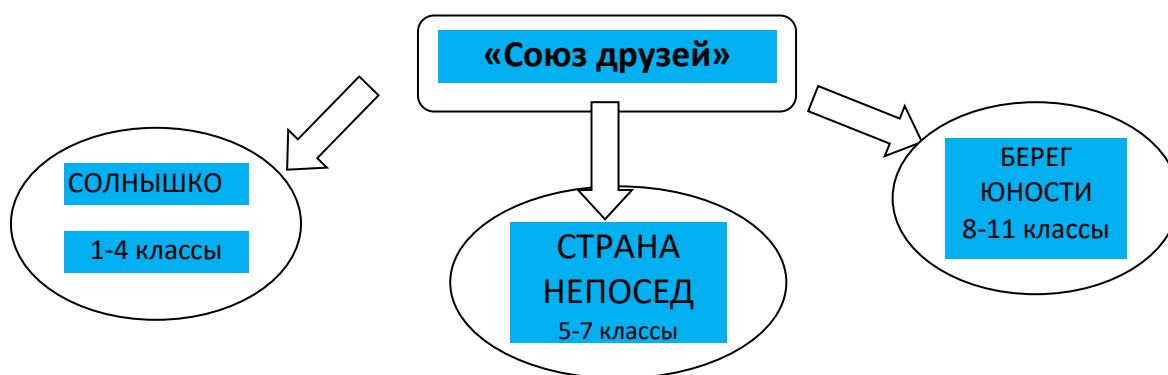 «Союз друзей»
СОЛНЫШКО
1-4 классы
СТРАНА
НЕПОСЕД
5-7 классы
БЕРЕГ
ЮНОСТИ
8-11 классы